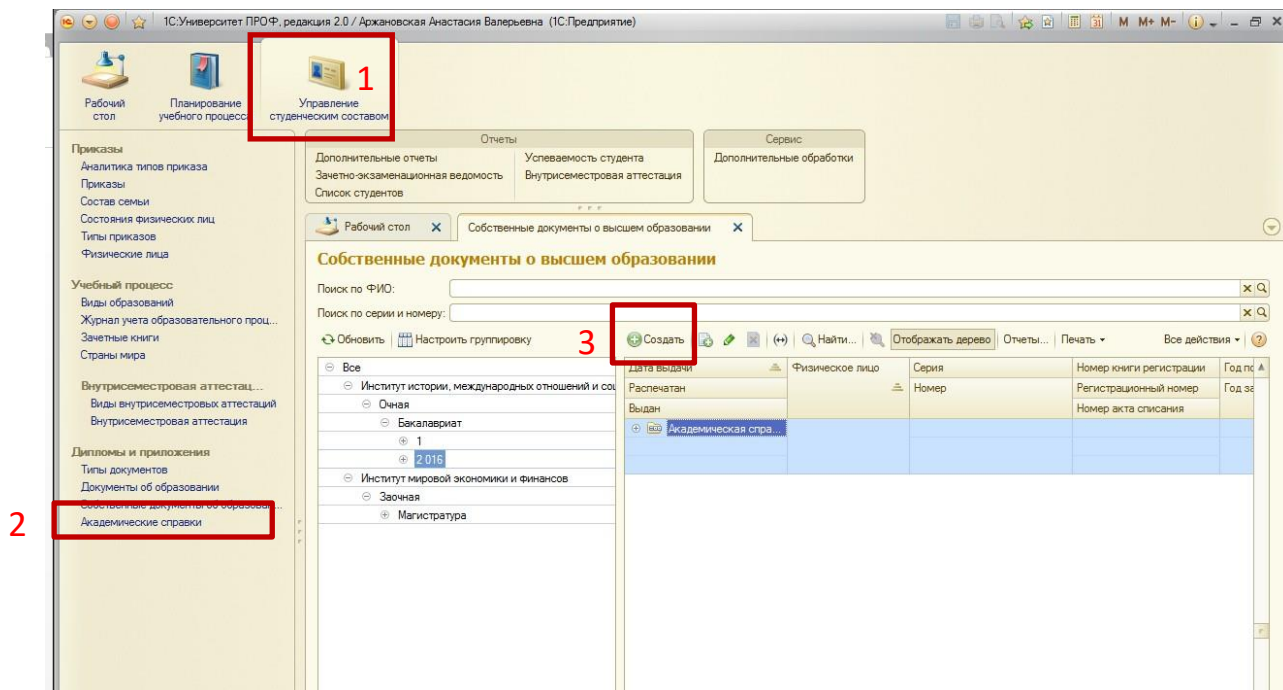 1С:Университет ПРОФ, редакция 2.0 / Аржановская Анастасия Валерьевна (1С:Предприятие)
M M+ M-
1
Рабочий стол
Планирование учебного процесса
Управление студенческим составом
Приказы
Аналитика типов приказа
Приказы
Состав семьи
Состояния физических лиц
Типы приказов
Физические лица
Учебный процесс
Виды образований
Журнал учета образовательного проц...
Зачетные книги
Страны мира
Внутрисеместровая аттестац...
Виды внутрисеместровых аттестаций
Внутрисеместровая аттестация
Дипломы и приложения
Типы документов
Документы об образовании
Собственные документы об образован...
2
Академические справки
Отчеты
Дополнительные отчеты
Успеваемость студента
Зачетно-экзаменационная ведомость
Внутрисеместровая аттестация
Список студентов
Сервис
Дополнительные обработки
Рабочий стол
Собственные документы о высшем образовании
Собственные документы о высшем образовании
Поиск по ФИО:
Поиск по серии и номеру:
3
Обновить
Настроить группировку
Создать
Найти...
Отображать дерево
Отчеты...
Печать
Все действия
Все
Институт истории, международных отношений и соц
Очная
Бакалавриат
1
2 016
Институт мировой экономики и финансов
Заочная
Магистратура
Дата выдачи
Физическое лицо
Серия
Номер книги регистрации
Год по
Распечатан
Номер
Регистрационный номер
Год за
Выдан
Номер акта списания
Академическая спра...